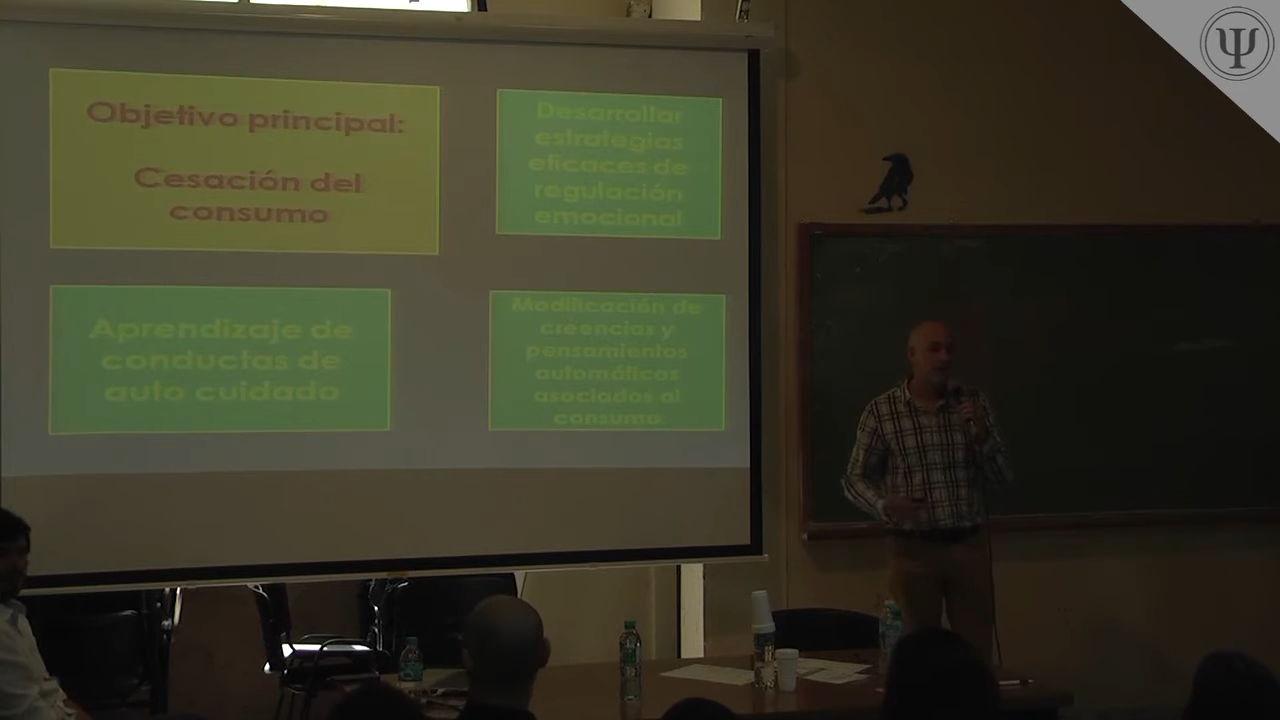 Objetivo principal:
Cesación del
consumo
Desarrollar
estrategias
eficaces de
regulación
emocional
Aprendizaje de
conductas de
auto cuidado
Modificación de
creencias y
pensamientos
automáticos
asociados al
consumo.
Ψ